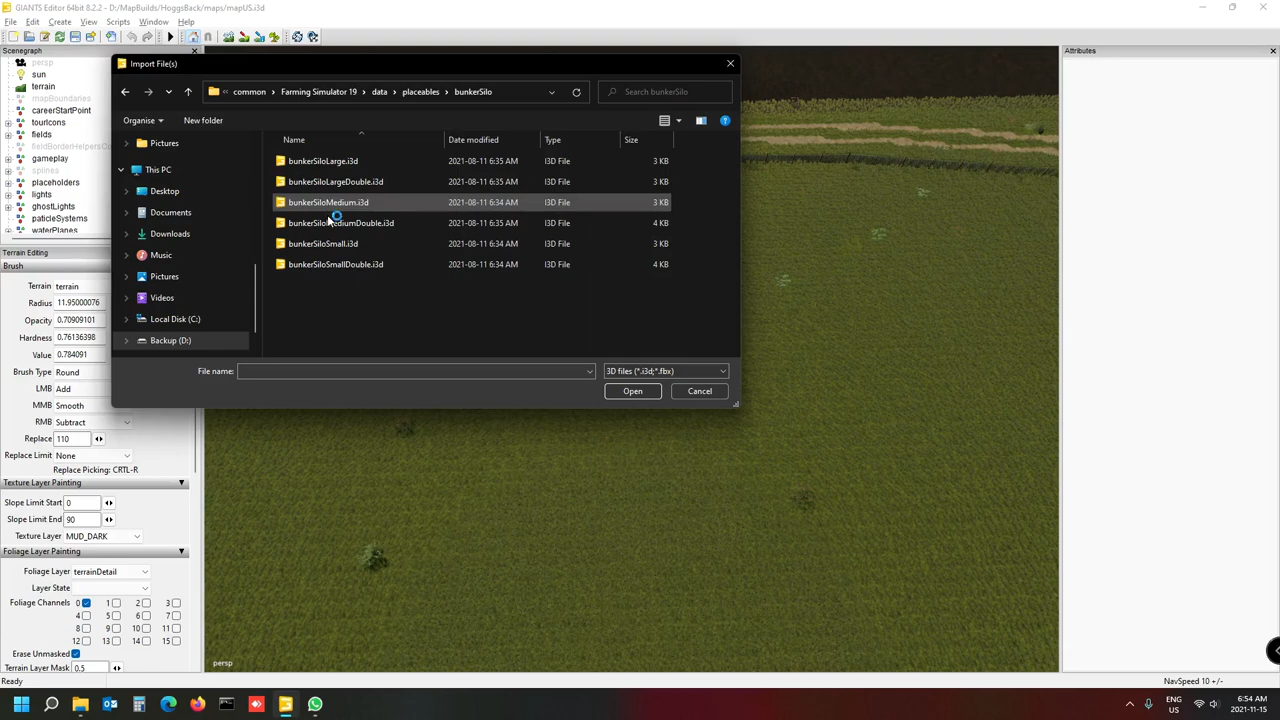 GIANTS Editor 64bit 8.2.2 - D:/MapBuilds/HoggsBack/maps/mapUS.i3d
File Edit Create View Scripts Window Help
Scenegraph
persp
sun
terrain
mapBoundaries
careerStartPoint
tourIcons
fields
fieldBorderHelpersCo
gameplay
splines
placeholders
lights
ghostLights
paticleSystems
waterPlanes
Import File(s)
« common › Farming Simulator 19 › data › placeables › bunkerSilo
Search bunkerSilo
Organise
New folder
Pictures
This PC
Desktop
Documents
Downloads
Music
Pictures
Videos
Local Disk (C:)
Backup (D:)
Name Date modified Type Size
bunkerSiloLarge.i3d 2021-08-11 6:35 AM I3D File 3 KB
bunkerSiloLargeDouble.i3d 2021-08-11 6:35 AM I3D File 3 KB
bunkerSiloMedium.i3d 2021-08-11 6:34 AM I3D File 3 KB
bunkerSiloMediumDouble.i3d 2021-08-11 6:35 AM I3D File 4 KB
bunkerSiloSmall.i3d 2021-08-11 6:34 AM I3D File 3 KB
bunkerSiloSmallDouble.i3d 2021-08-11 6:34 AM I3D File 4 KB
File name:
3D files (*.i3d;*.fbx)
Open
Cancel
Attributes
Terrain Editing
Brush
Terrain terrain
Radius 11.95000076
Opacity 0.70909101
Hardness 0.76136398
Value 0.784091
Brush Type Round
LMB Add
MMB Smooth
RMB Subtract
Replace 110
Replace Limit None
Replace Picking: CRTL-R
Texture Layer Painting
Slope Limit Start 0
Slope Limit End 90
Texture Layer MUD_DARK
Foliage Layer Painting
Foliage Layer terrainDetail
Layer State
Foliage Channels 0 1 2 3
4 5 6 7
8 9 10 11
12 13 14 15
Erase Unmasked
Terrain Layer Mask 0.5
persp
Ready
NavSpeed 10 +/-
ENG
US
6:54 AM
2021-11-15